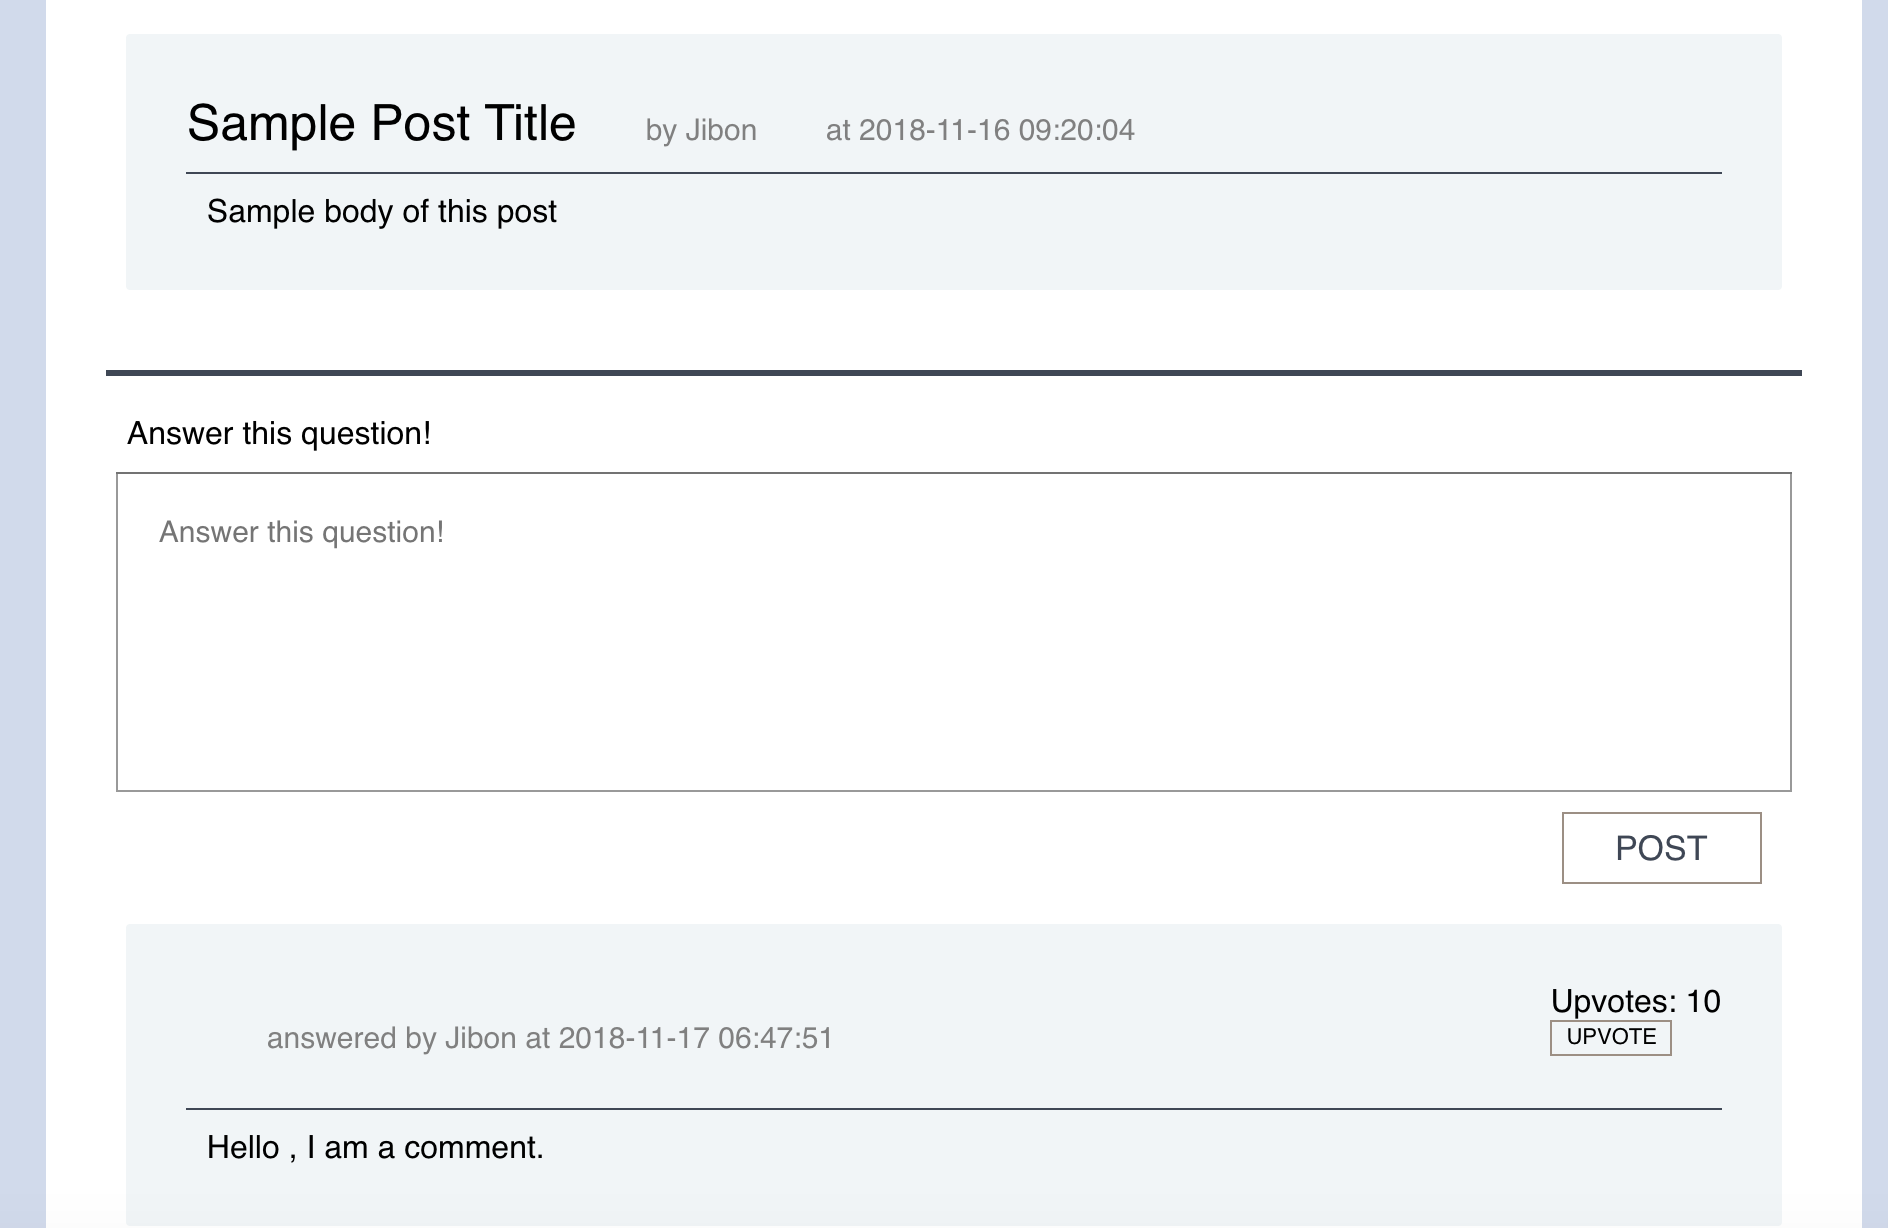 Sample Post Title by Jibon at 2018-11-16 09:20:04
Sample body of this post
Answer this question!
Answer this question!
POST
Upvotes: 10
answered by Jibon at 2018-11-17 06:47:51
UPVOTE
Hello , I am a comment.